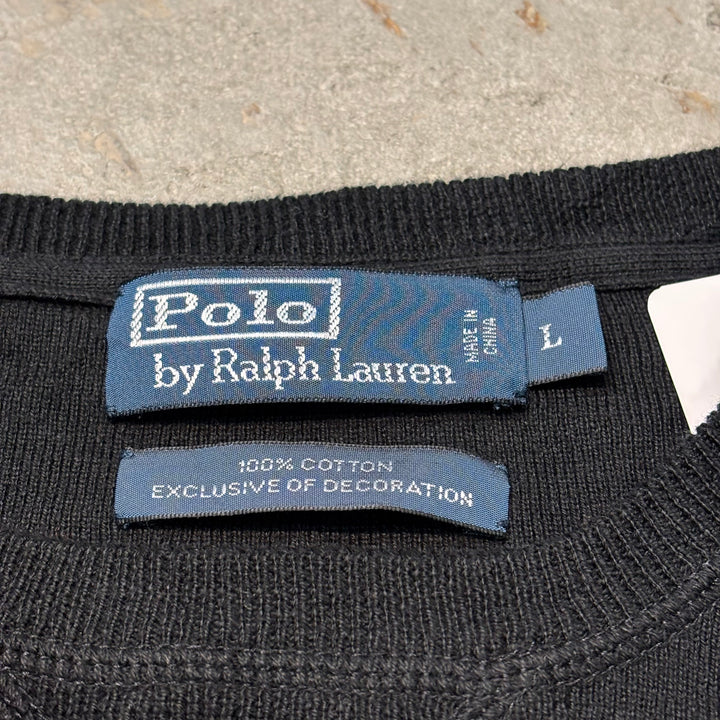 Polo
by Ralph Lauren
MADE IN
CHINA
L
100% COTTON
EXCLUSIVE OF DECORATION